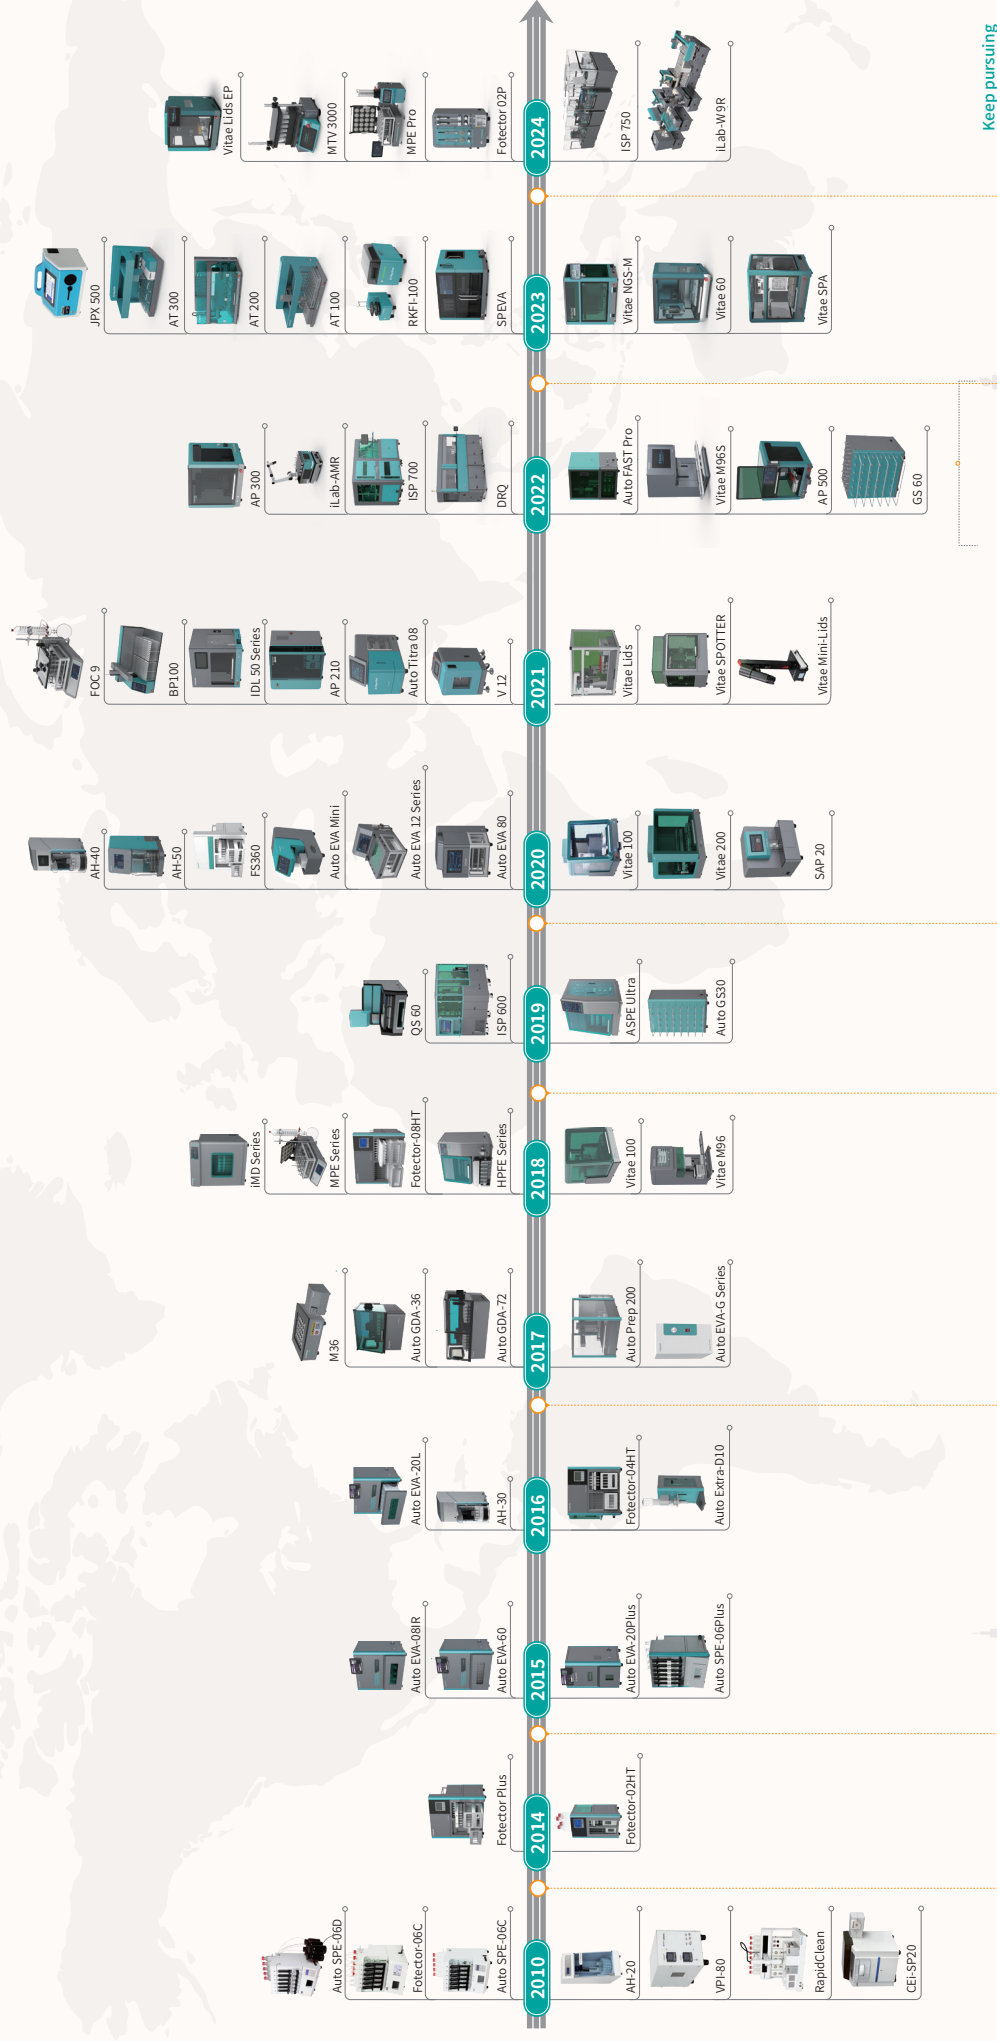 Keep pursuing
2010
Auto SPE-06D
Fotector-06C
Auto SPE-06C
AH-20
VPI-80
RapidClean
CEi-SP20
2014
Fotector Plus
Fotector-02HT
2015
Auto EVA-08IR
Auto EVA-60
Auto EVA-20Plus
Auto SPE-06Plus
2016
Auto EVA-20L
AH-30
Fotector-04HT
Auto Extra-D10
2017
M36
Auto GDA-36
Auto GDA-72
Auto Prep 200
Auto EVA-G Series
2018
iMD Series
MPE Series
Fotector-08HT
HPFE Series
Vitae 100
Vitae M96
2019
QS 60
ISP 600
ASPE Ultra
Auto GS30
2020
AH-40
AH-50
FS360
Auto EVA Mini
Auto EVA 12 Series
Auto EVA 80
Vitae 100
Vitae 200
SAP 20
2021
FOC 9
BP100
IDL 50 Series
AP 210
Auto Titra 08
V 12
Vitae Lids
Vitae SPOTTER
Vitae Mini-Lids
2022
AP 300
iLab-AMR
ISP 700
DRQ
Auto FAST Pro
Vitae M96S
AP 500
GS 60
2023
JPX 500
AT 300
AT 200
AT 100
RKFI-100
SPEVA
Vitae NGS-M
Vitae 60
Vitae SPA
2024
Vitae Lids EP
MTV 3000
MPE Pro
Fotector 02P
ISP 750
iLab-W 9R